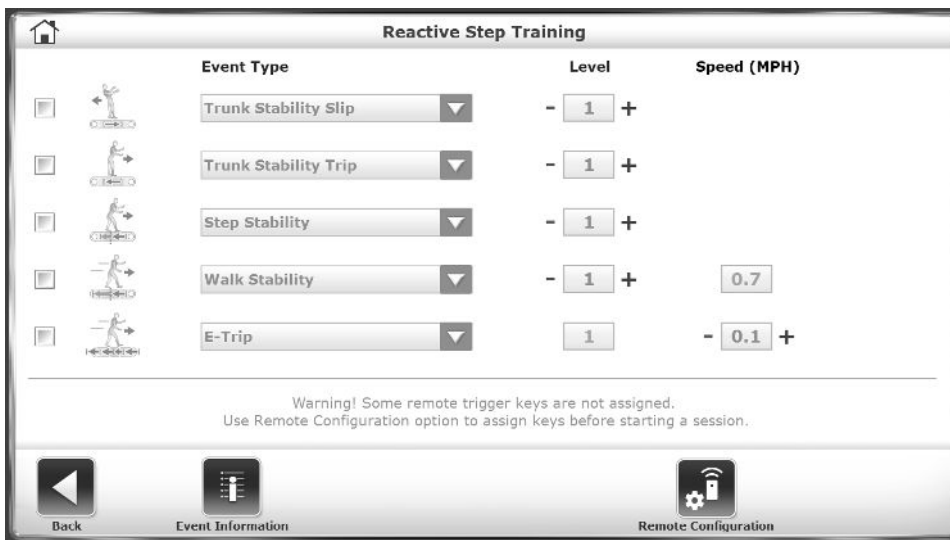 Reactive Step Training
Event Type Level Speed (MPH)
Trunk Stability Slip - 1 +
Trunk Stability Trip - 1 +
Step Stability - 1 +
Walk Stability - 1 + 0.7
E-Trip 1 - 0.1 +
Warning! Some remote trigger keys are not assigned.
Use Remote Configuration option to assign keys before starting a session.
Back Event Information Remote Configuration